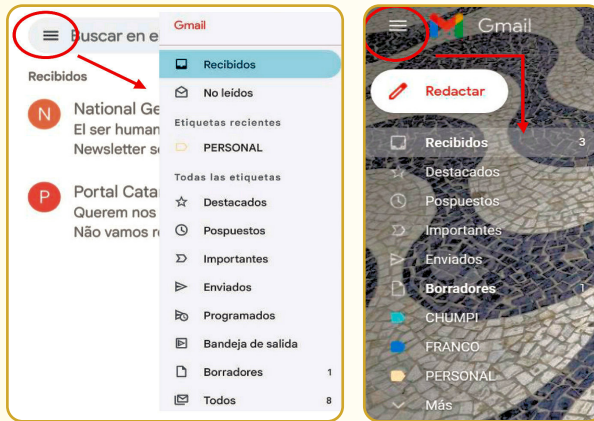 Buscar en e
Recibidos
N
National Ge
El ser human
Newsletter s
P
Portal Cata
Querem nos
Não vamos r
Gmail
Recibidos
No leídos
Etiquetas recientes
PERSONAL
Todas las etiquetas
Destacados
Pospuestos
Importantes
Enviados
Programados
Bandeja de salida
Borradores 1
Todos 8
Gmail
Redactar
Recibidos 3
Destacados
Pospuestos
Importantes
Enviados
Borradores 1
CHUMPI
FRANCO
PERSONAL
Más